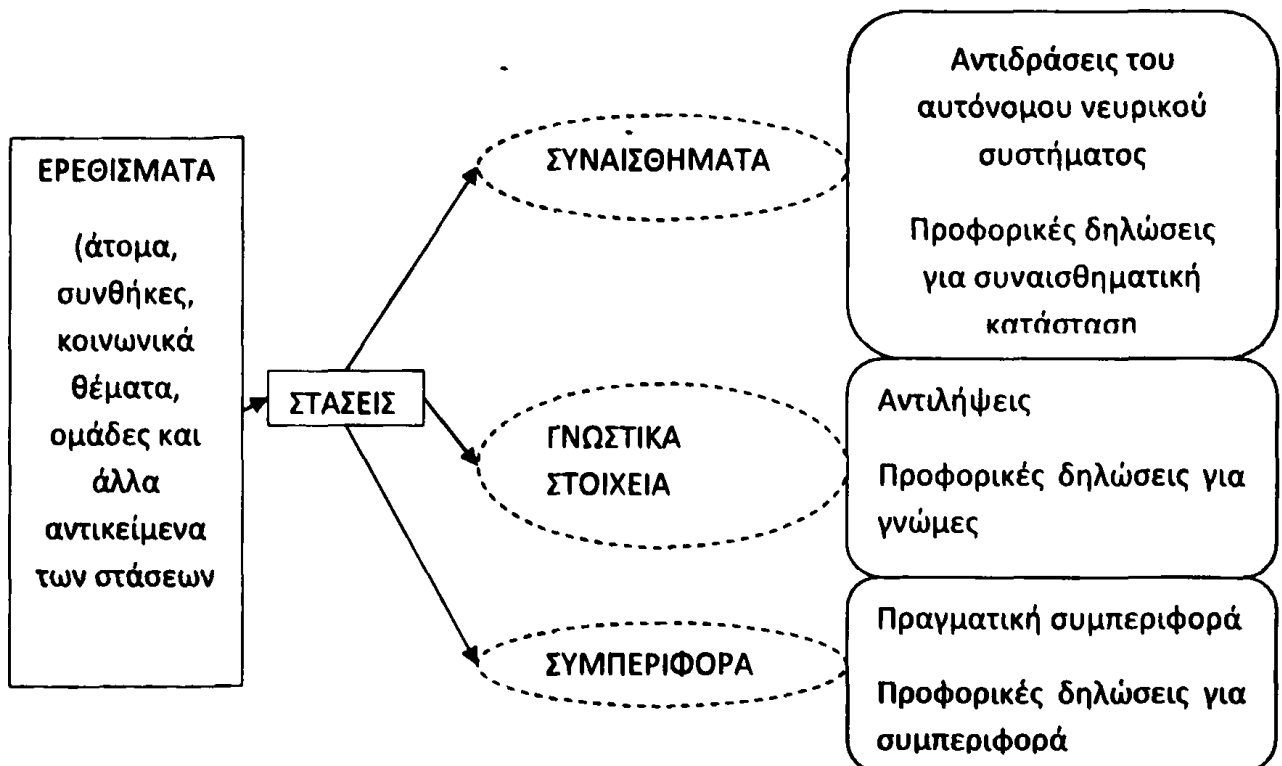 ΕΡΕΘΙΣΜΑΤΑ
(άτομα,
συνθήκες,
κοινωνικά
θέματα,
ομάδες και
άλλα
αντικείμενα
των στάσεων
ΣΤΑΣΕΙΣ
ΣΥΝΑΙΣΘΗΜΑΤΑ
Αντιδράσεις του
αυτόνομου νευρικού
συστήματος
Προφορικές δηλώσεις
για συναισθηματική
κατάσταση
ΓΝΩΣΤΙΚΑ
ΣΤΟΙΧΕΙΑ
Αντιλήψεις
Προφορικές δηλώσεις για
γνώμες
ΣΥΜΠΕΡΙΦΟΡΑ
Πραγματική συμπεριφορά
Προφορικές δηλώσεις για
συμπεριφορά